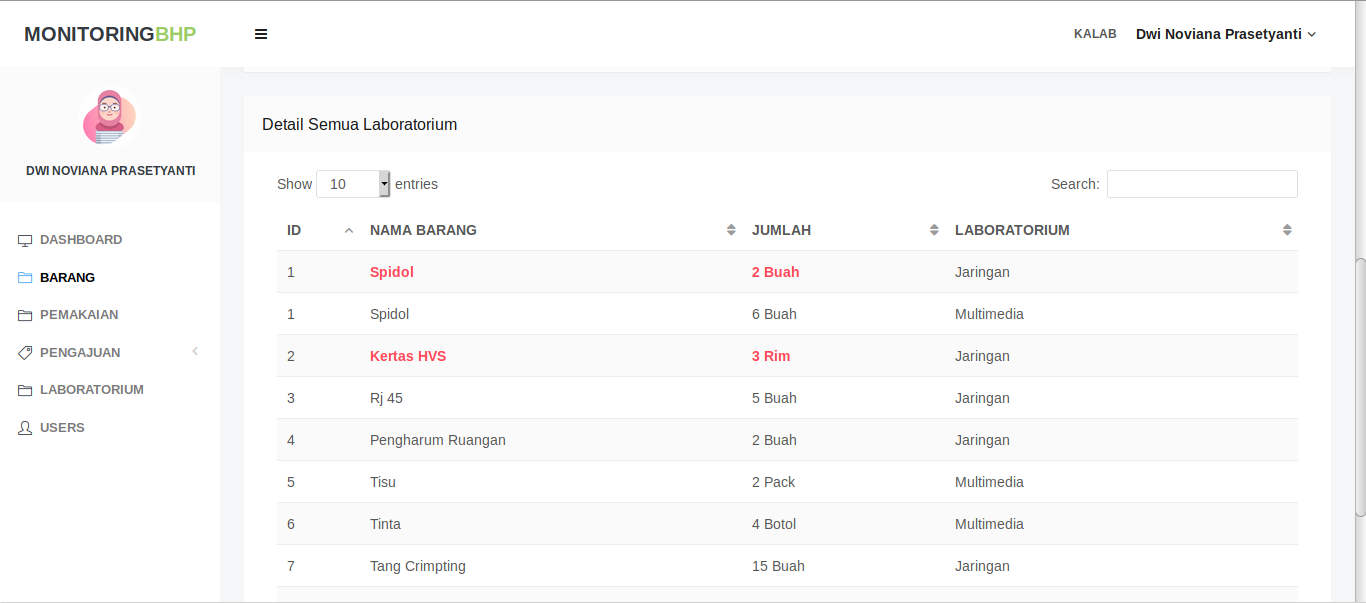 MONITORINGBHP
KALAB Dwi Noviana Prasetyanti
DWI NOVIANA PRASETYANTI
DASHBOARD
BARANG
PEMAKAIAN
PENGAJUAN
LABORATORIUM
USERS
Detail Semua Laboratorium
Show 10 entries Search:
ID NAMA BARANG JUMLAH LABORATORIUM
1 Spidol 2 Buah Jaringan
1 Spidol 6 Buah Multimedia
2 Kertas HVS 3 Rim Jaringan
3 Rj 45 5 Buah Jaringan
4 Pengharum Ruangan 2 Buah Jaringan
5 Tisu 2 Pack Multimedia
6 Tinta 4 Botol Multimedia
7 Tang Crimpting 15 Buah Jaringan